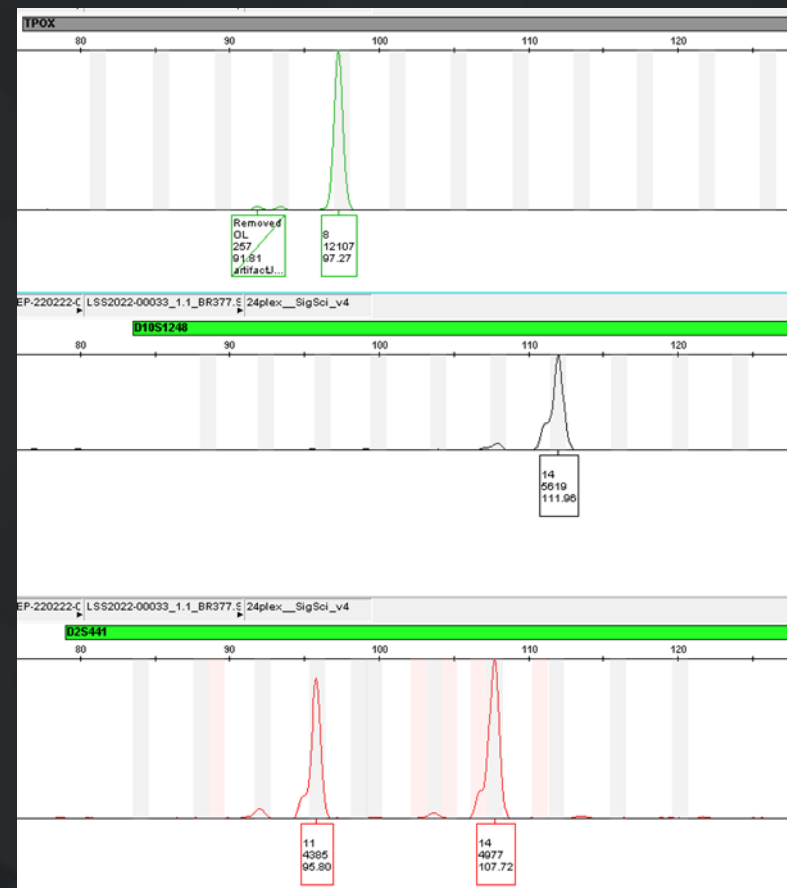 TPOX
80 90 100 110 120
Removed
OL
257
91.81
artifactU...
8
12107
97.27
EP-220222-C LSS2022-00033_1.1_BR377.S 24plex__SigSci_v4
D10S1248
80 90 100 110 120
14
5619
111.96
EP-220222-C LSS2022-00033_1.1_BR377.S 24plex__SigSci_v4
D2S441
80 90 100 110 120
11
4385
95.80
14
4977
107.72